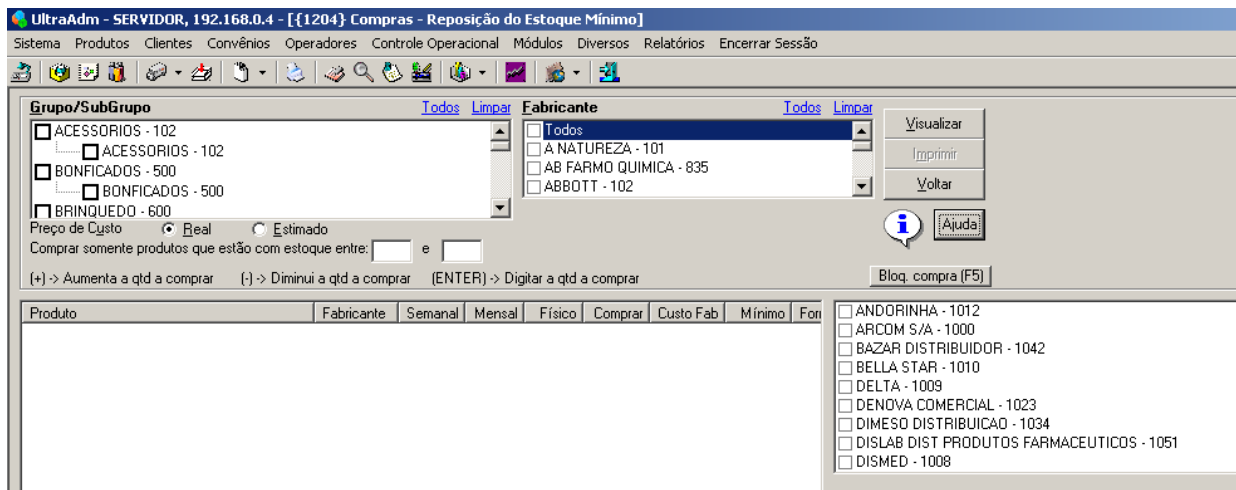 UltraAdm - SERVIDOR, 192.168.0.4 - [{1204} Compras - Reposição do Estoque Mínimo]
Sistema Produtos Clientes Convênios Operadores Controle Operacional Módulos Diversos Relatórios Encerrar Sessão
Grupo/SubGrupo Todos Limpar
ACESSORIOS - 102
ACESSORIOS - 102
BONFICADOS - 500
BONFICADOS - 500
BRINQUEDO - 600
Fabricante Todos Limpar
Todos
A NATUREZA - 101
AB FARMO QUIMICA - 835
ABBOTT - 102
Visualizar
Imprimir
Voltar
Ajuda
Preço de Custo Real Estimado
Comprar somente produtos que estão com estoque entre: e
(+) -> Aumenta a qtd a comprar (-) -> Diminui a qtd a comprar (ENTER) -> Digitar a qtd a comprar
Bloq. compra (F5)
Produto Fabricante Semanal Mensal Físico Comprar Custo Fab Mínimo
ANDORINHA - 1012
ARCOM S/A - 1000
BAZAR DISTRIBUIDOR - 1042
BELLA STAR - 1010
DELTA - 1009
DENOVA COMERCIAL - 1023
DIMESO DISTRIBUICAO - 1034
DISLAB DIST PRODUTOS FARMACEUTICOS - 1051
DISMED - 1008